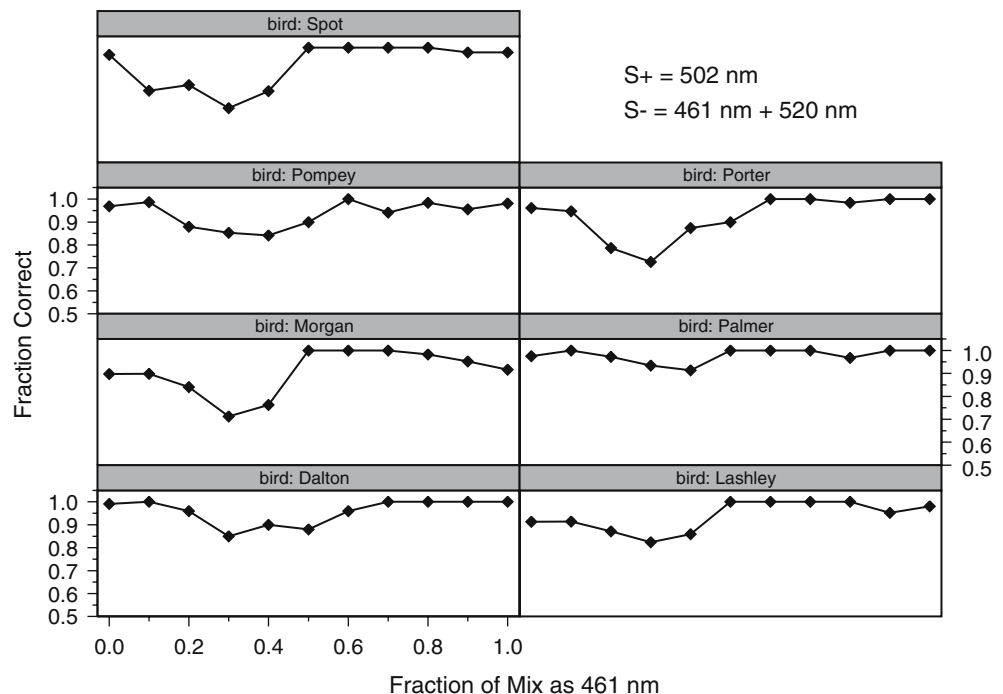 bird: Spot
S+ = 502 nm
S- = 461 nm + 520 nm
bird: Pompey
bird: Porter
1.0
0.9
0.8
0.7
0.6
0.5
bird: Morgan
bird: Palmer
1.0
0.9
0.8
0.7
0.6
0.5
bird: Dalton
bird: Lashley
1.0
0.9
0.8
0.7
0.6
0.5
0.0 0.2 0.4 0.6 0.8 1.0
Fraction Correct
Fraction of Mix as 461 nm